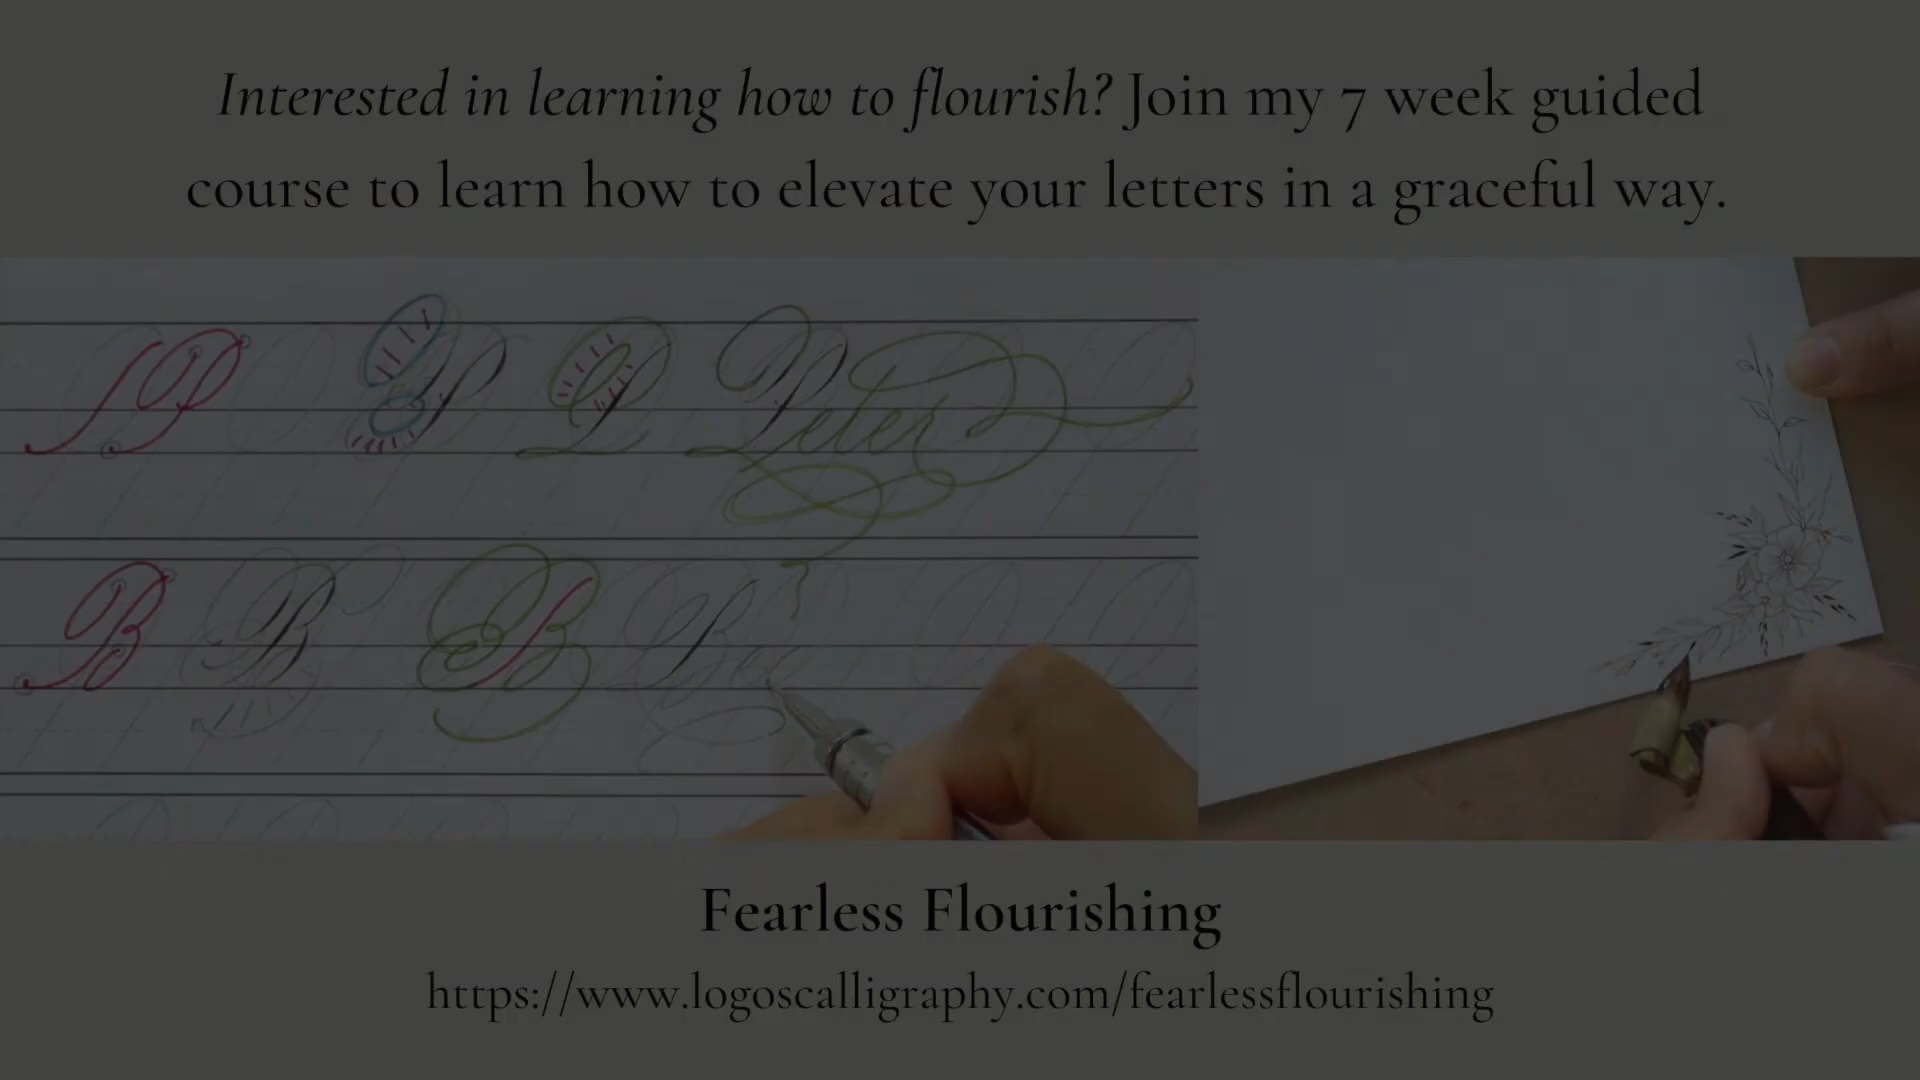 Interested in learning how to flourish? Join my 7 week guided
course to learn how to elevate your letters in a graceful way.
P P P Peter
B B B Bee
Fearless Flourishing
https://www.logoscalligraphy.com/fearlessflourishing